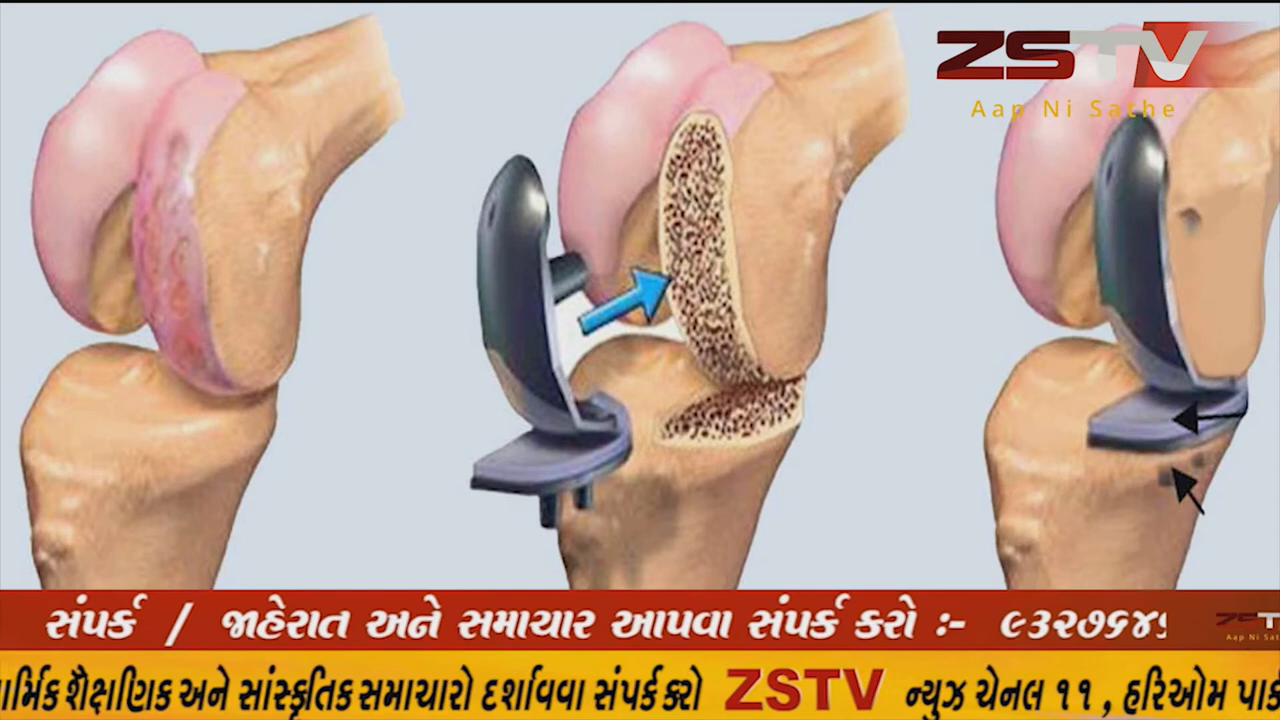 ZSTV
Aap Ni Sathe
સંપર્ક / જાહેરાત અને સમાચાર આપવા સંપર્ક કરો :-
શૈક્ષણિક અને સાંસ્કૃતિક સમાચારો દર્શાવવા સંપર્ક કરો ZSTV ન્યુઝ ચેનલ ૧૧ , હરિઓમ